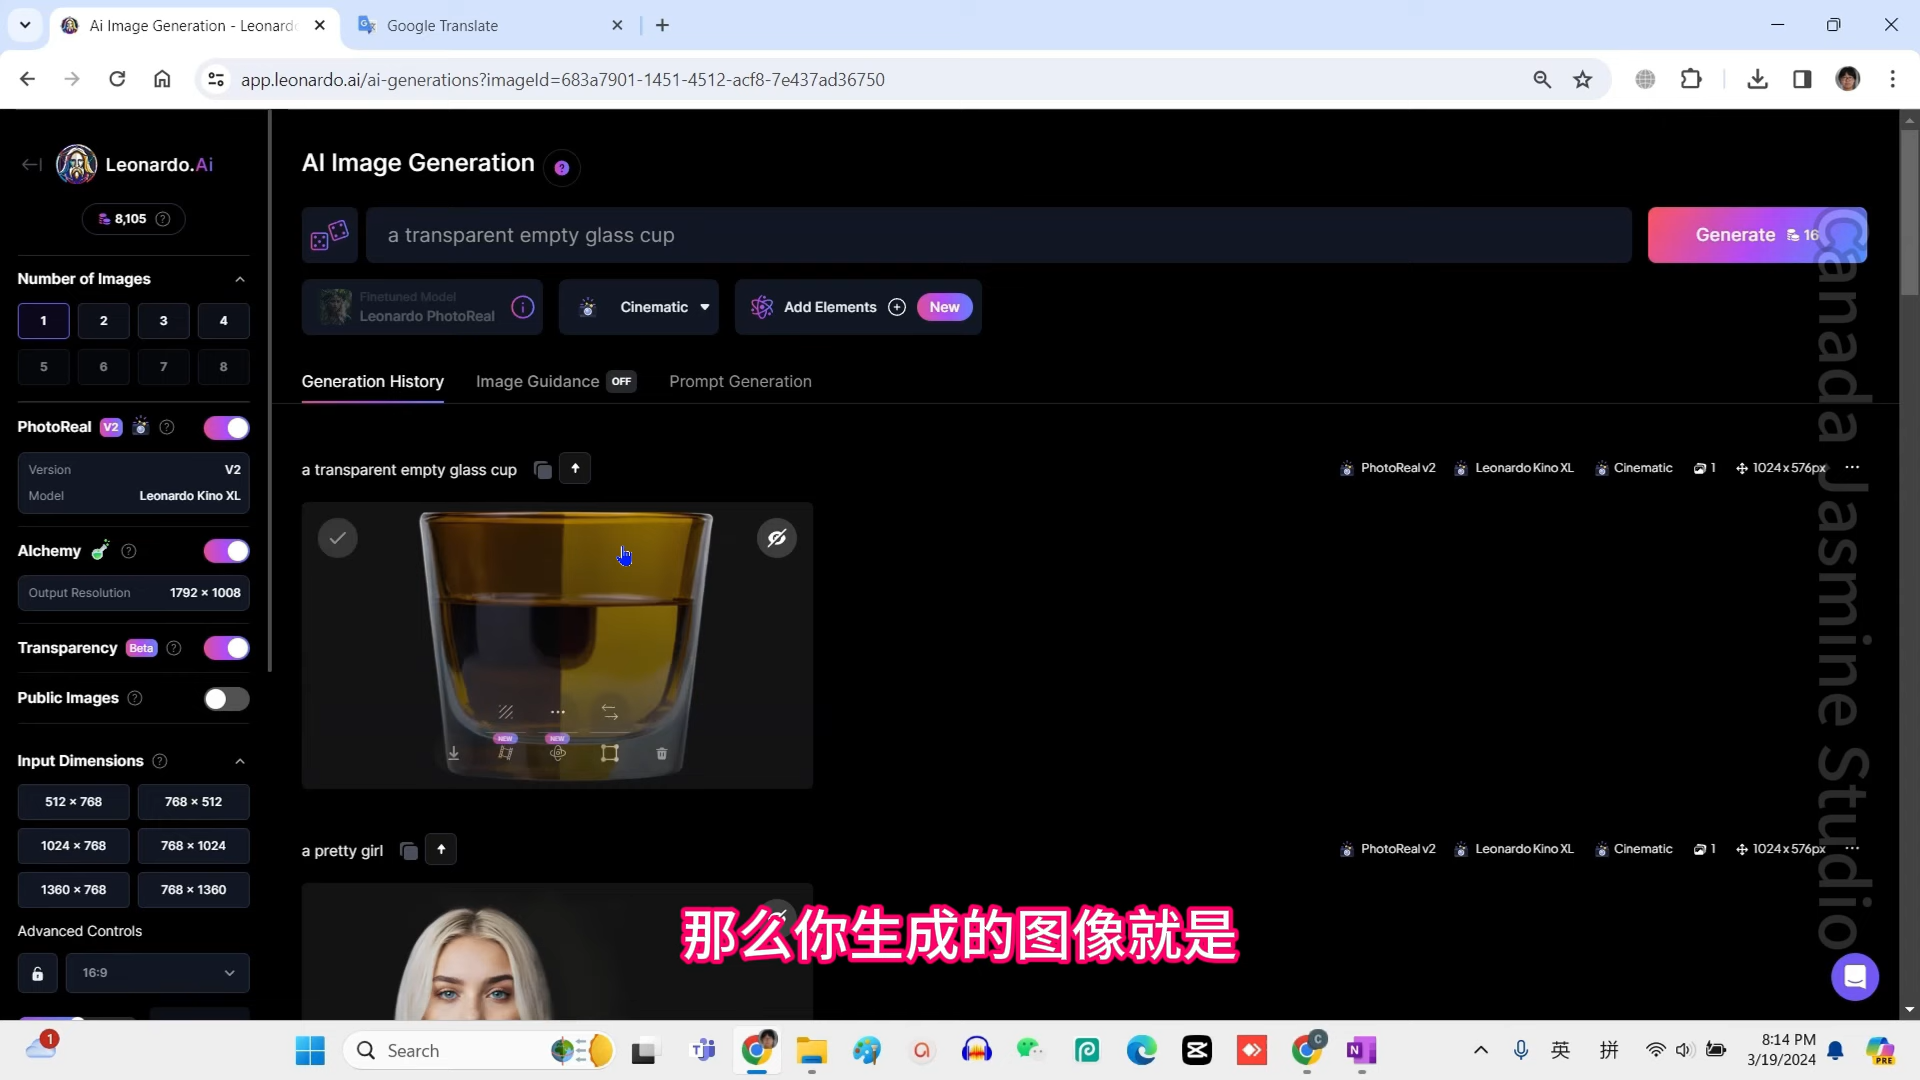 Ai Image Generation - Leonardo
Google Translate
app.leonardo.ai/ai-generations?imageId=683a7901-1451-4512-acf8-7e437ad36750
Leonardo.Ai
8,105
Number of Images
1 2 3 4
5 6 7 8
PhotoReal V2
Version V2
Model Leonardo Kino XL
Alchemy
Output Resolution 1792 × 1008
Transparency Beta
Public Images
Input Dimensions
512 × 768 768 × 512
1024 × 768 768 × 1024
1360 × 768 768 × 1360
Advanced Controls
16:9
AI Image Generation
a transparent empty glass cup
Generate 16
Finetuned Model
Leonardo PhotoReal
Cinematic
Add Elements New
Generation History Image Guidance OFF Prompt Generation
a transparent empty glass cup
PhotoReal v2 Leonardo Kino XL Cinematic 1 1024 x 576px
NEW NEW
a pretty girl
PhotoReal v2 Leonardo Kino XL Cinematic 1 1024 x 576px
那么你生成的图像就是
Canada Jasmine Studio
1
Search
英
拼
8:14 PM
3/19/2024
PRE